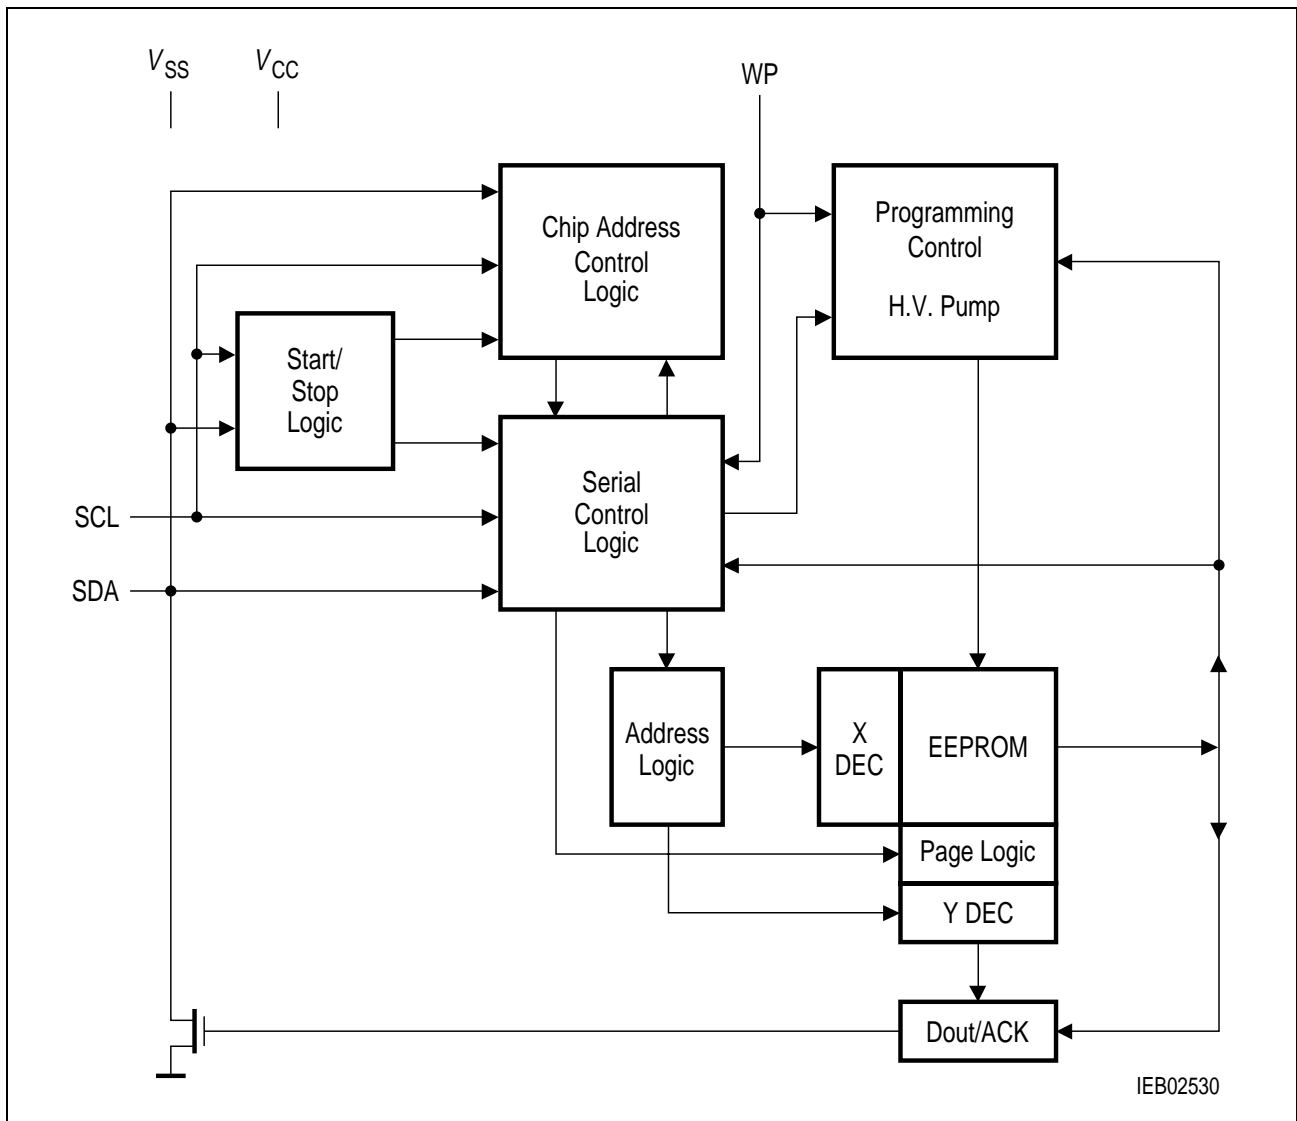 VSS
VCC
WP
Chip Address
Control
Logic
Programming
Control
H.V. Pump
Start/
Stop
Logic
Serial
Control
Logic
SCL
SDA
Address
Logic
X
DEC
EEPROM
Page Logic
Y DEC
Dout/ACK
IEB02530